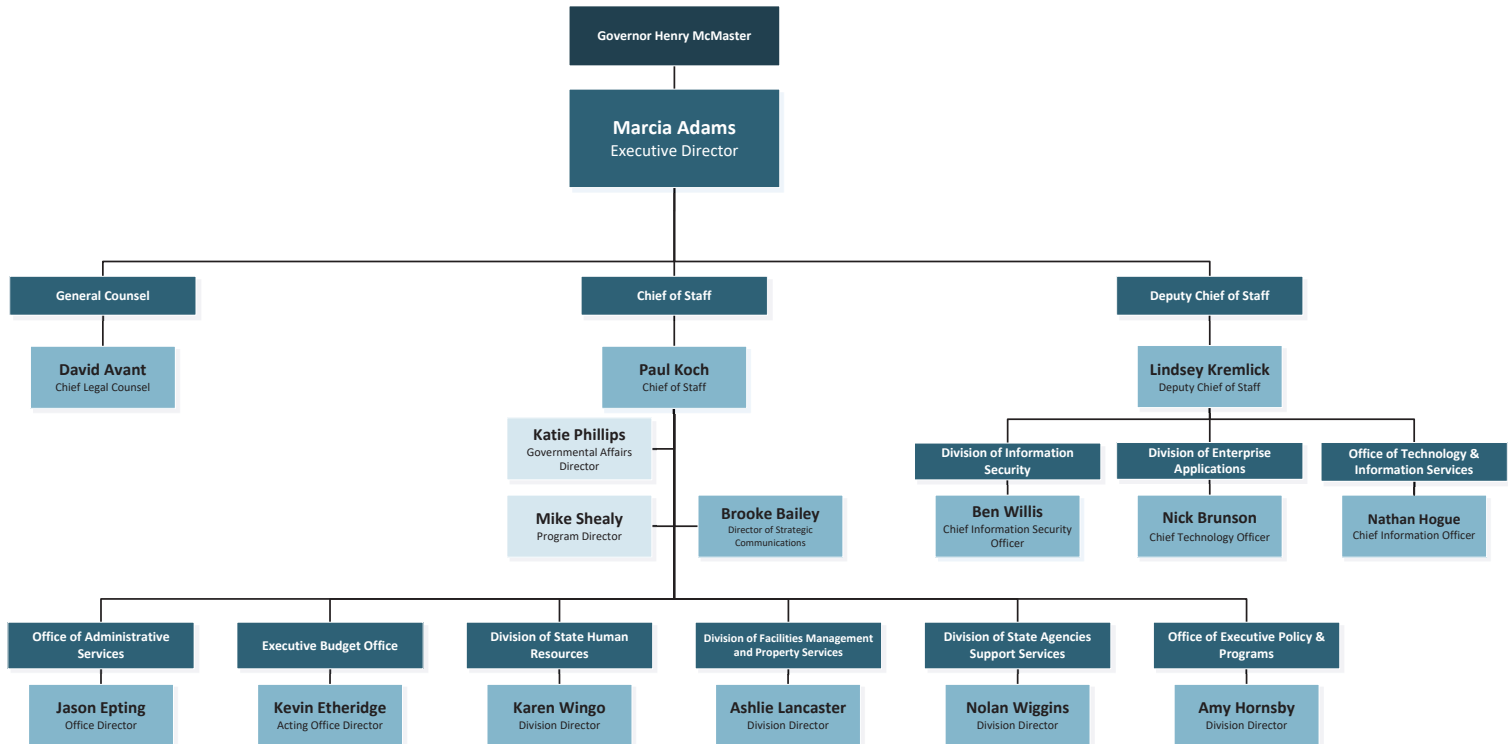 Governor Henry McMaster
Marcia Adams
Executive Director
General Counsel
Chief of Staff
Deputy Chief of Staff
David Avant
Chief Legal Counsel
Paul Koch
Chief of Staff
Lindsey Kremlick
Deputy Chief of Staff
Katie Phillips
Governmental Affairs
Director
Division of Information
Security
Division of Enterprise
Applications
Office of Technology &
Information Services
Mike Shealy
Program Director
Brooke Bailey
Director of Strategic
Communications
Ben Willis
Chief Information Security
Officer
Nick Brunson
Chief Technology Officer
Nathan Hogue
Chief Information Officer
Office of Administrative
Services
Executive Budget Office
Division of State Human
Resources
Division of Facilities Management
and Property Services
Division of State Agencies
Support Services
Office of Executive Policy &
Programs
Jason Epting
Office Director
Kevin Etheridge
Acting Office Director
Karen Wingo
Division Director
Ashlie Lancaster
Division Director
Nolan Wiggins
Division Director
Amy Hornsby
Division Director